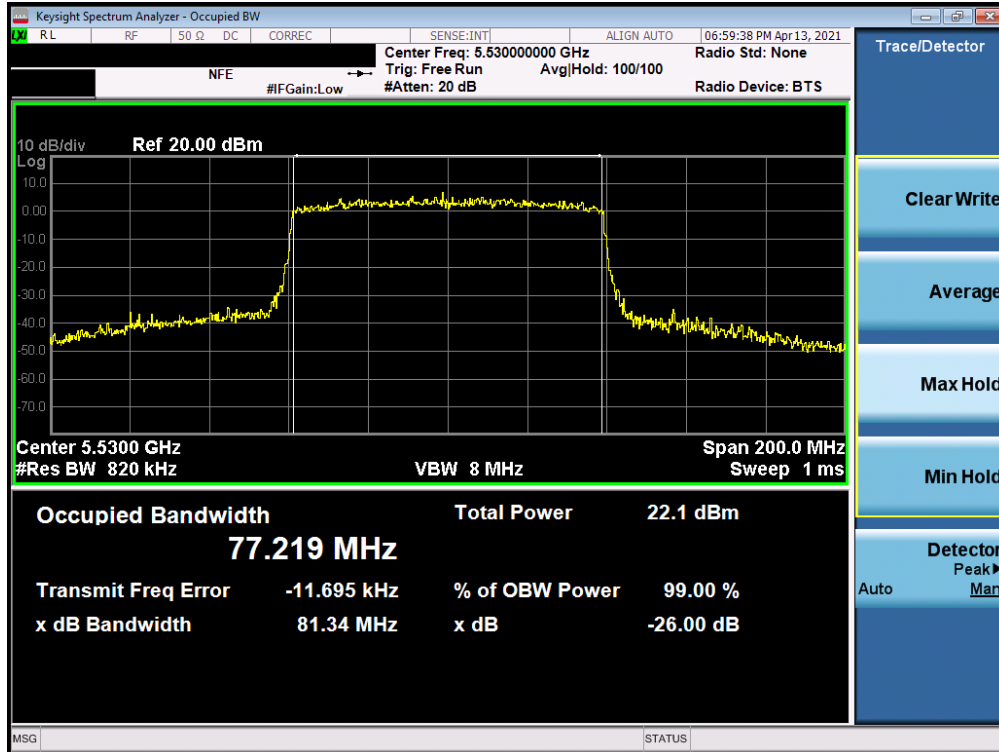 Keysight Spectrum Analyzer - Occupied BW
LXI RL RF 50 Ω DC CORREC SENSE:INT ALIGN AUTO 06:59:38 PM Apr 13, 2021
Center Freq: 5.530000000 GHz Radio Std: None
NFE Trig: Free Run Avg|Hold: 100/100
#IFGain:Low #Atten: 20 dB Radio Device: BTS
Trace/Detector
10 dB/div Ref 20.00 dBm
Log
10.0
0.00
-10.0
-20.0
-30.0
-40.0
-50.0
-60.0
-70.0
Center 5.5300 GHz Span 200.0 MHz
#Res BW 820 kHz VBW 8 MHz Sweep 1 ms
Occupied Bandwidth Total Power 22.1 dBm
77.219 MHz
Transmit Freq Error -11.695 kHz % of OBW Power 99.00 %
x dB Bandwidth 81.34 MHz x dB -26.00 dB
Clear Write
Average
Max Hold
Min Hold
Detector
Peak▶
Auto Man
MSG STATUS